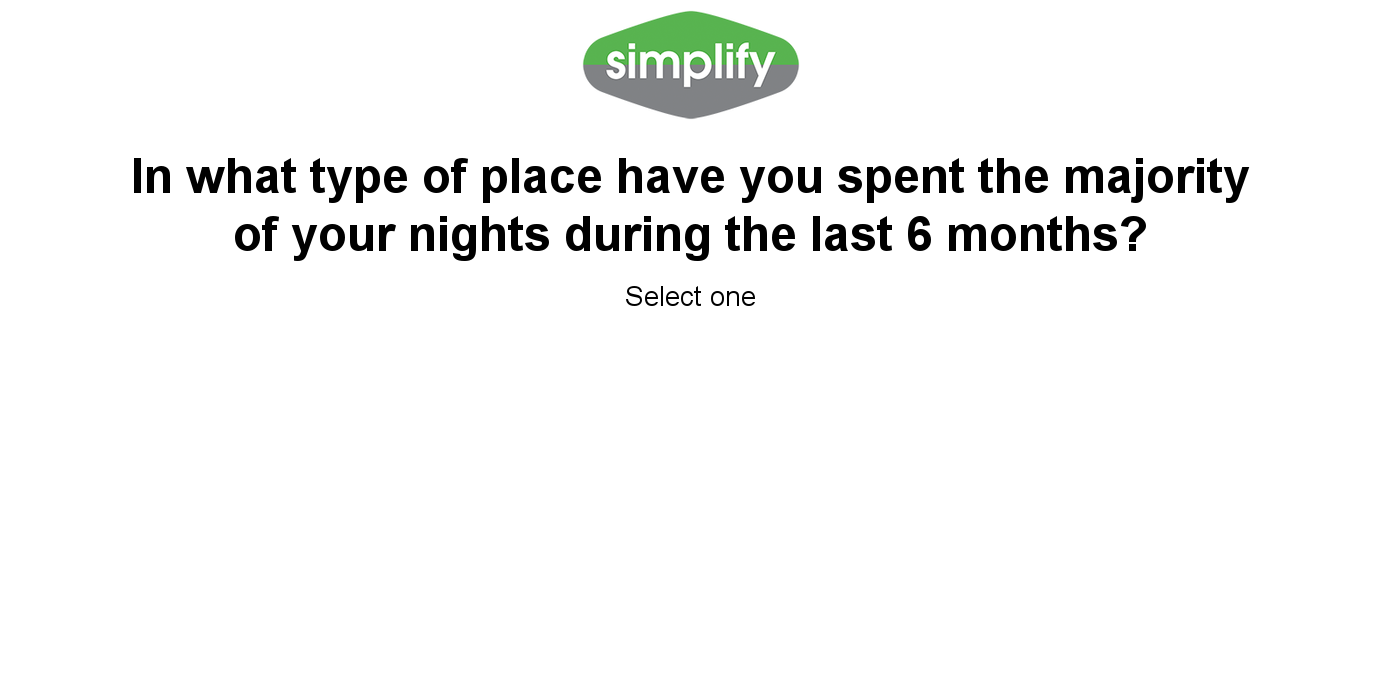 simplify
In what type of place have you spent the majority
of your nights during the last 6 months?
Select one